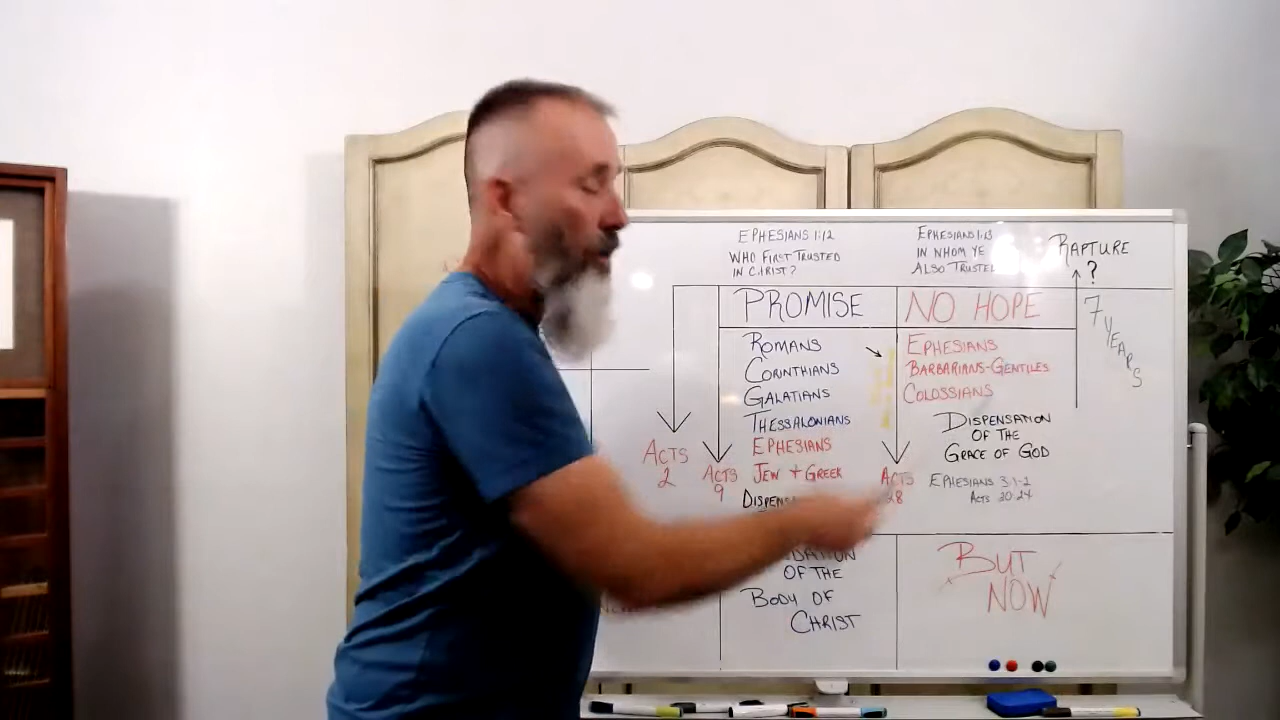 EPHESIANS 1:12
WHO FIRST TRUSTED
IN CHRIST?
EPHESIANS 1:13
IN WHOM YE
ALSO TRUSTED
RAPTURE
?
PROMISE
NO HOPE
7 YEARS
ROMANS
CORINTHIANS
GALATIANS
THESSALONIANS
EPHESIANS
JEW + GREEK
EPHESIANS
BARBARIANS-GENTILES
COLOSSIANS
DISPENSATION
OF THE
GRACE OF GOD
EPHESIANS 3:1-2
ACTS 20:24
ACTS
2
ACTS
9
ACTS
28
OF THE
BODY OF
CHRIST
BUT
NOW